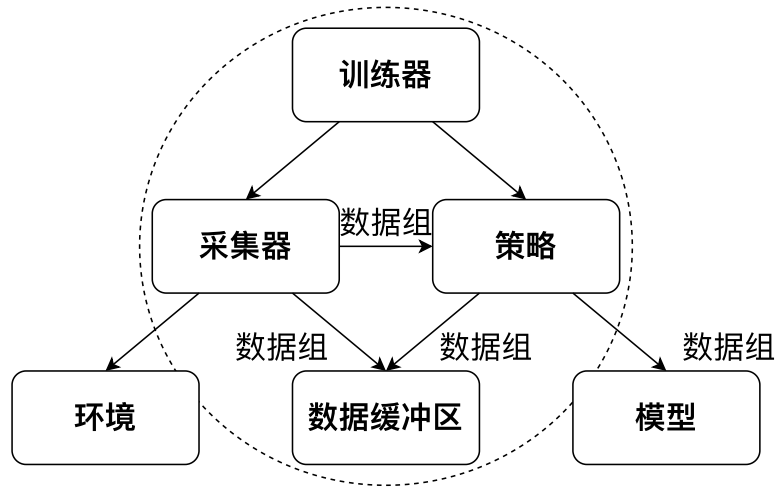 训练器
数据组
采集器
策略
数据组
数据组
数据组
环境
数据缓冲区
模型